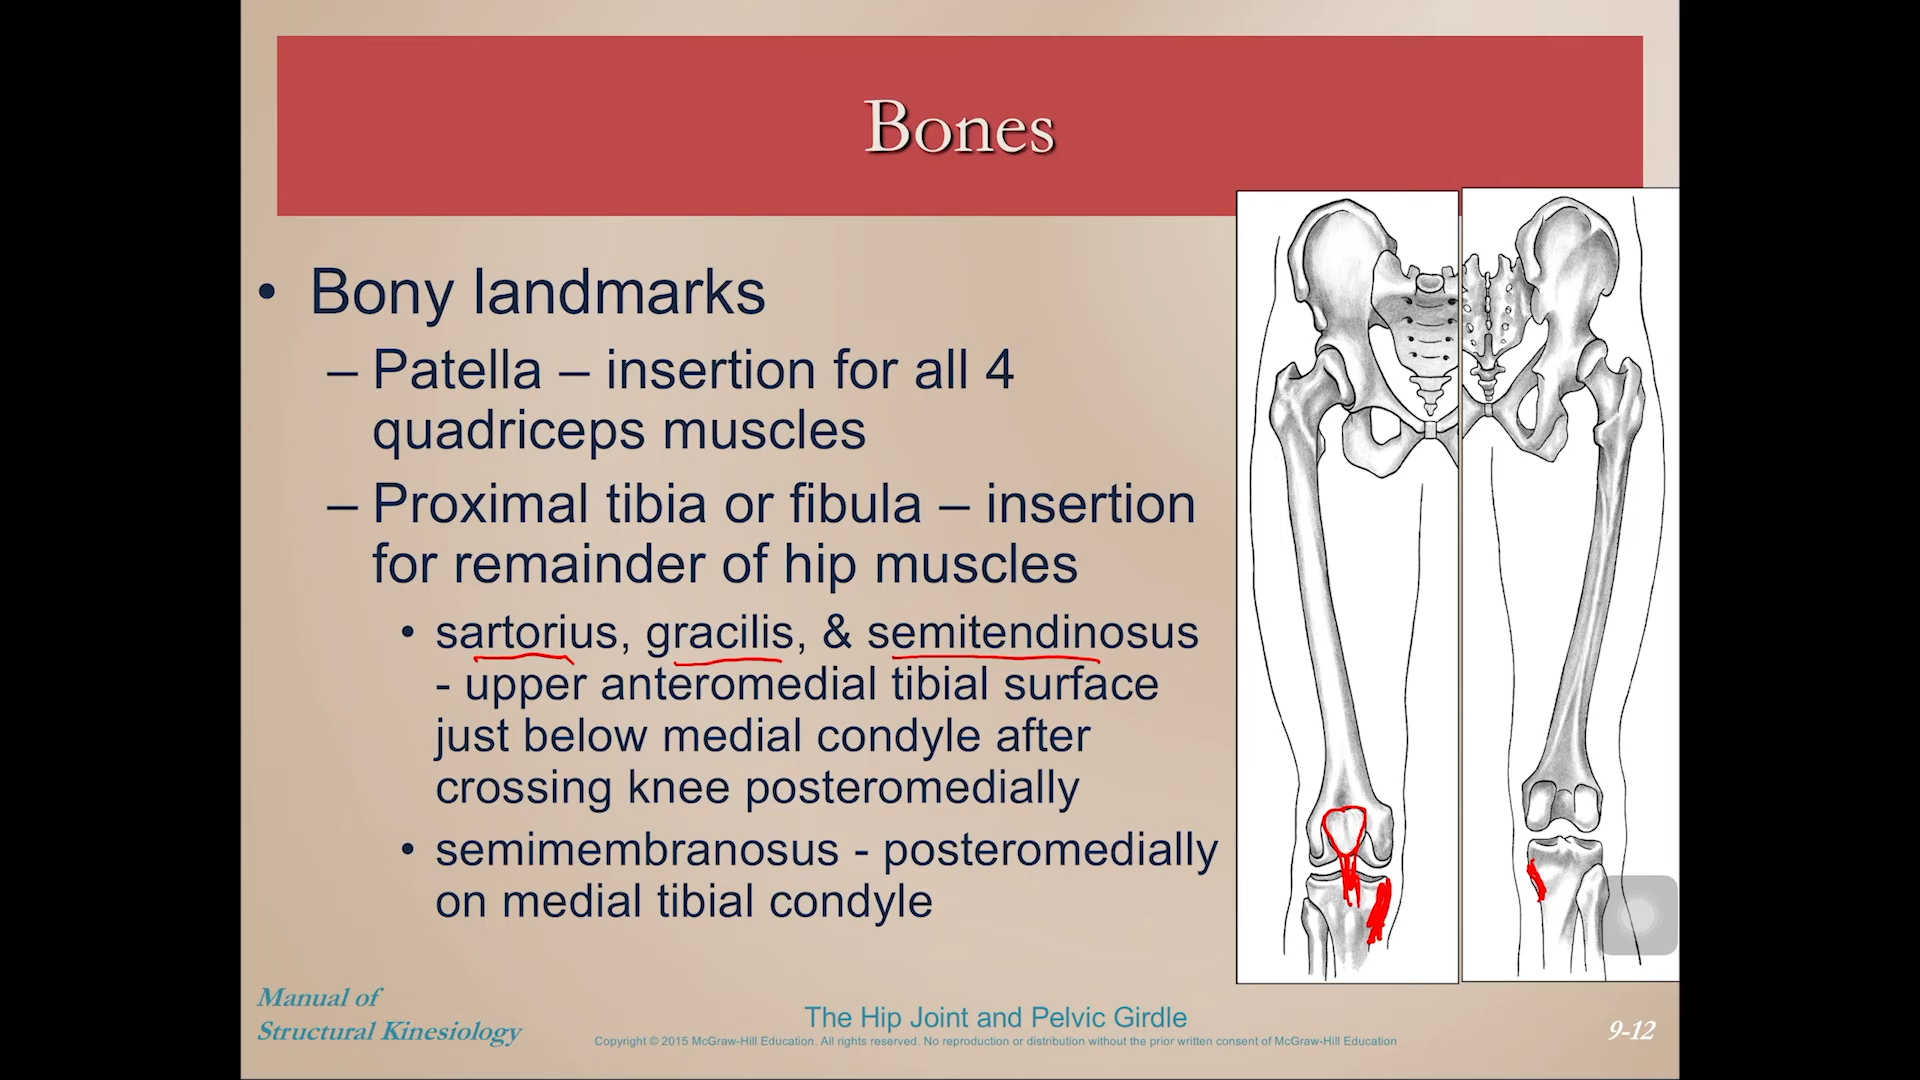 Bones
• Bony landmarks
– Patella – insertion for all 4
quadriceps muscles
– Proximal tibia or fibula – insertion
for remainder of hip muscles
• sartorius, gracilis, & semitendinosus
- upper anteromedial tibial surface
just below medial condyle after
crossing knee posteromedially
• semimembranosus - posteromedially
on medial tibial condyle
Manual of
Structural Kinesiology
The Hip Joint and Pelvic Girdle
Copyright © 2015 McGraw-Hill Education. All rights reserved. No reproduction or distribution without the prior written consent of McGraw-Hill Education
9-12